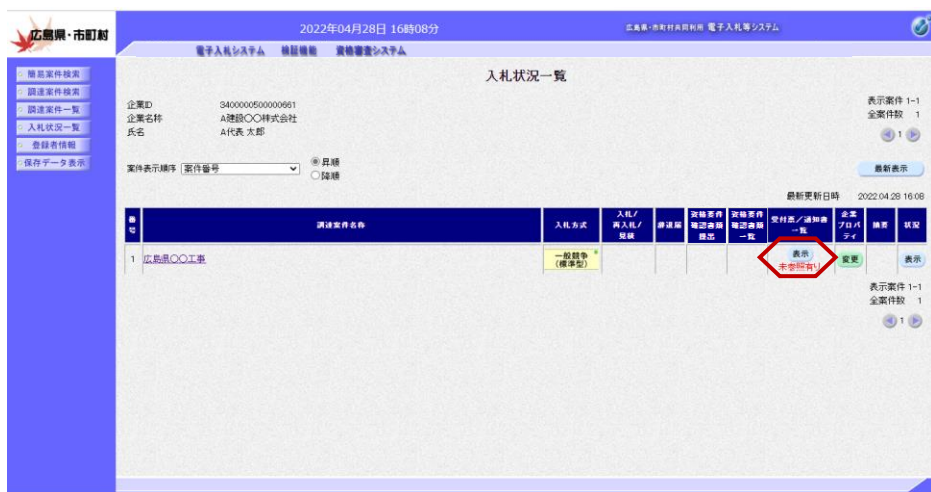 広島県・市町村
2022年04月28日 16時08分
広島県・市町村共同利用 電子入札等システム
電子入札システム 検証機能 資格審査システム
簡易案件検索
調達案件検索
調達案件一覧
入札状況一覧
登録者情報
保存データ表示
入札状況一覧
企業ID 3400000500000661
企業名称 A建設〇〇株式会社
氏名 A代表 太郎
表示案件 1-1
全案件数 1
1
案件表示順序 案件番号
昇順
降順
最新表示
最新更新日時 2022.04.28 16:08
番号 調達案件名称 入札方式 入札/再入札/見積 辞退届 資格要件確認書類提出 資格要件確認書類一覧 受付票/通知書一覧 企業プロパティ 摘要 状況
1 広島県〇〇工事 一般競争(標準型) 表示 未参照有り 変更 表示
表示案件 1-1
全案件数 1
1